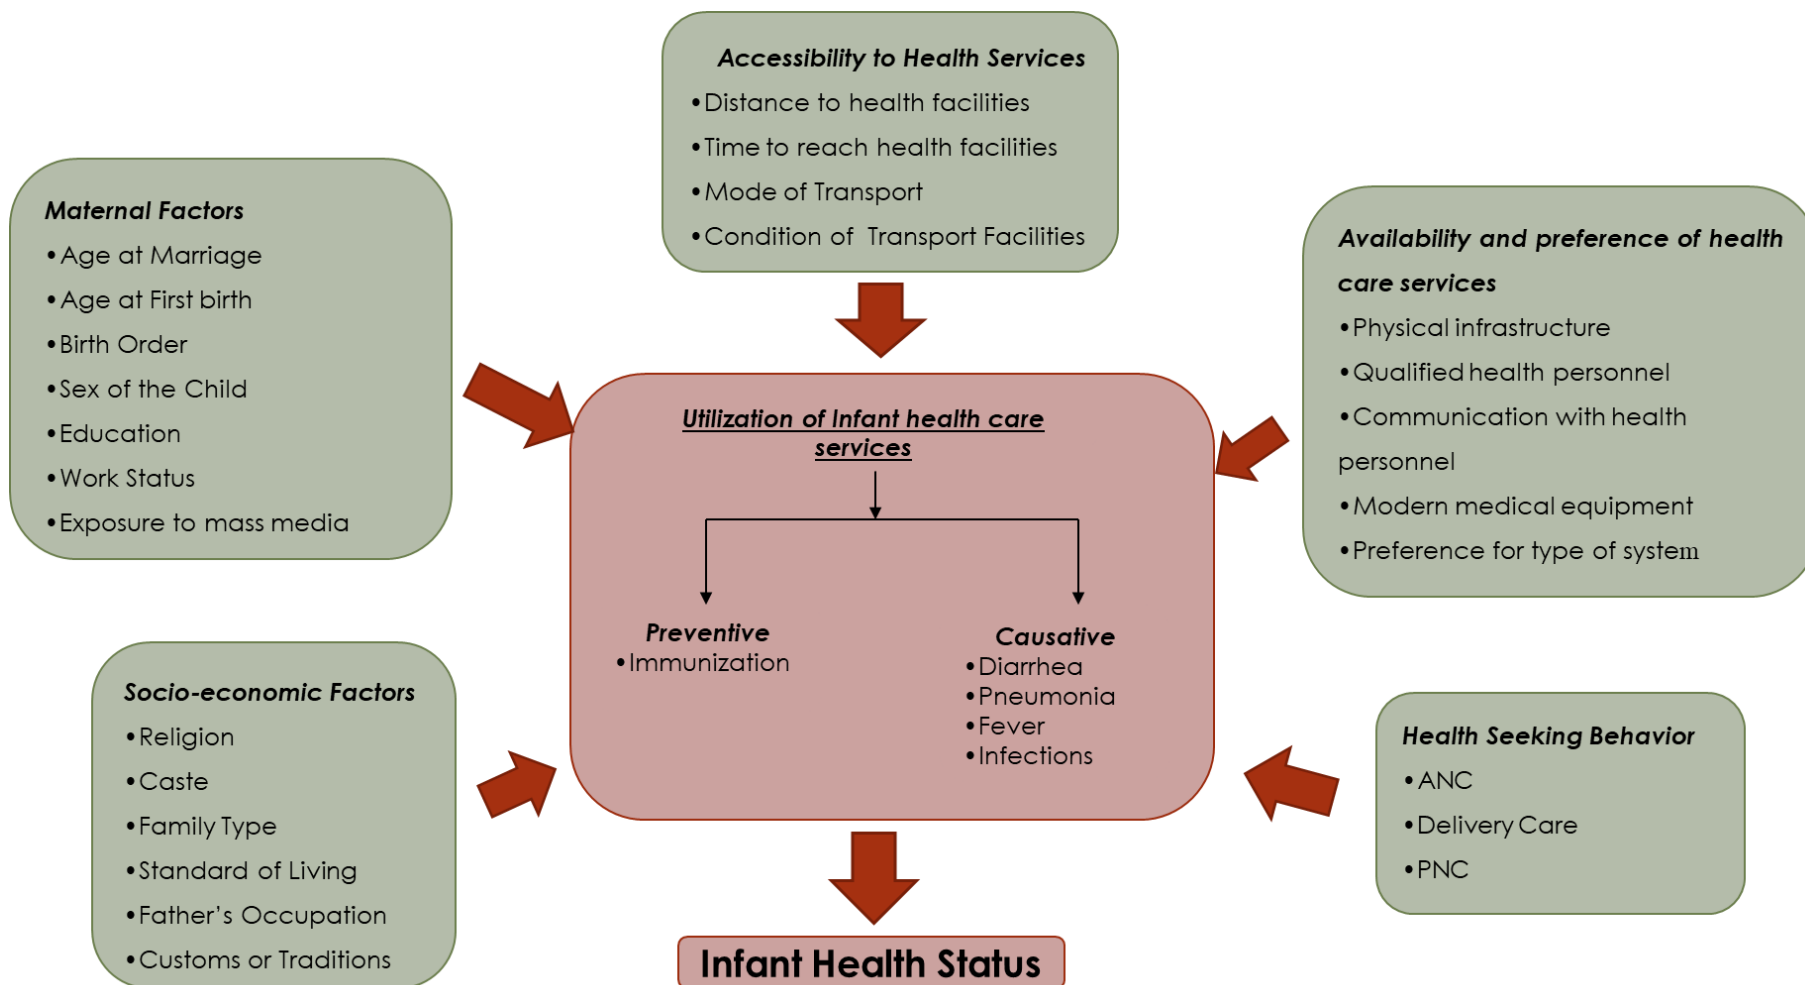 Accessibility to Health Services
•Distance to health facilities
•Time to reach health facilities
•Mode of Transport
•Condition of Transport Facilities
Maternal Factors
•Age at Marriage
•Age at First birth
•Birth Order
•Sex of the Child
•Education
•Work Status
•Exposure to mass media
Availability and preference of health
care services
•Physical infrastructure
•Qualified health personnel
•Communication with health
personnel
•Modern medical equipment
•Preference for type of system
Utilization of Infant health care
services
Preventive
•Immunization
Causative
•Diarrhea
•Pneumonia
•Fever
•Infections
Socio-economic Factors
•Religion
•Caste
•Family Type
•Standard of Living
•Father’s Occupation
•Customs or Traditions
Health Seeking Behavior
•ANC
•Delivery Care
•PNC
Infant Health Status